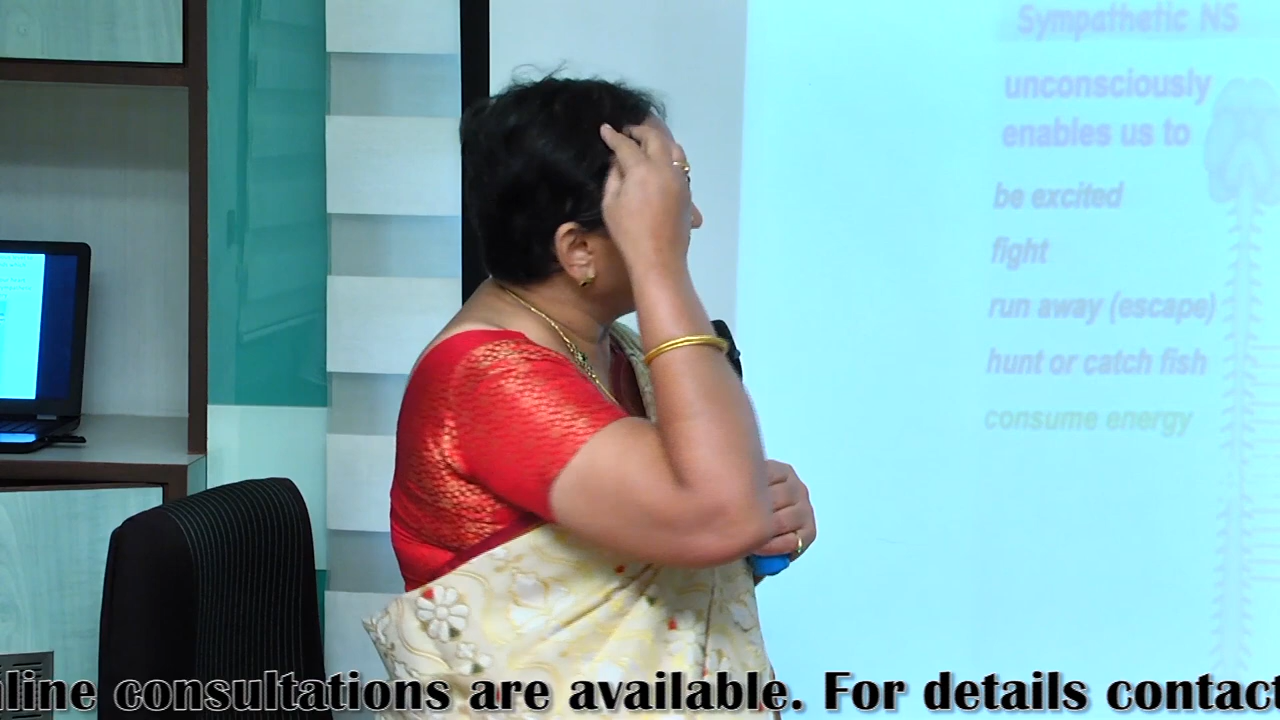 Sympathetic NS
unconsciously
enables us to
be excited
fight
run away (escape)
hunt or catch fish
consume energy
consultations are available. For details contact